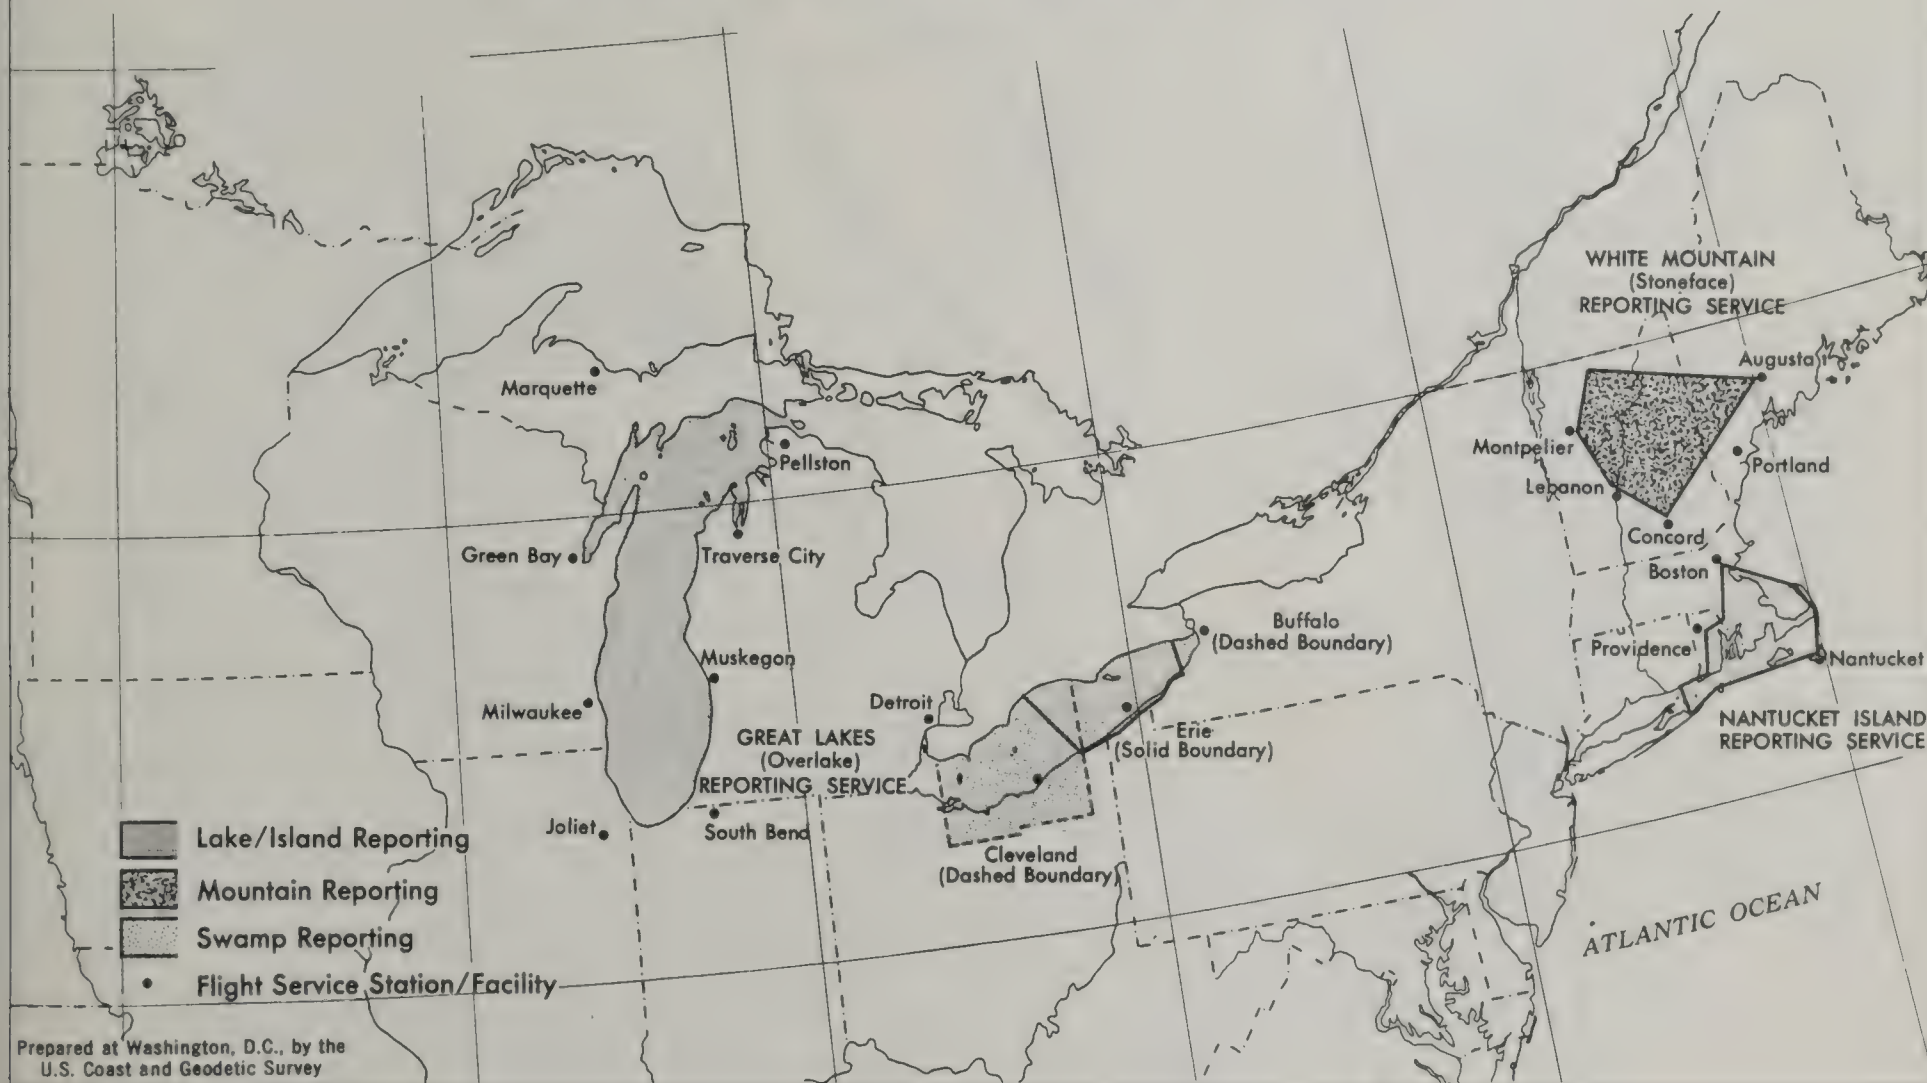 WHITE MOUNTAIN
(Stoneface)
REPORTING SERVICE
Augusta
Marquette
Montpelier
Pellston
Portland
Lebanon
Concord
Green Bay
Traverse City
Boston
Buffalo
(Dashed Boundary)
Providence
Nantucket
Muskegon
Milwaukee
Detroit
GREAT LAKES
(Overlake)
REPORTING SERVICE
Erie
(Solid Boundary)
NANTUCKET ISLAND
REPORTING SERVICE
Joliet
South Bend
Cleveland
(Dashed Boundary)
Lake/Island Reporting
Mountain Reporting
Swamp Reporting
Flight Service Station/Facility
ATLANTIC OCEAN
Prepared at Washington, D.C., by the
U.S. Coast and Geodetic Survey